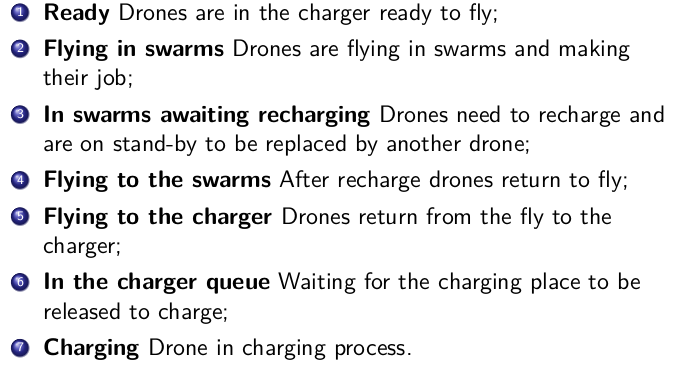 1 Ready Drones are in the charger ready to fly;
2 Flying in swarms Drones are flying in swarms and making
their job;
3 In swarms awaiting recharging Drones need to recharge and
are on stand-by to be replaced by another drone;
4 Flying to the swarms After recharge drones return to fly;
5 Flying to the charger Drones return from the fly to the
charger;
6 In the charger queue Waiting for the charging place to be
released to charge;
7 Charging Drone in charging process.